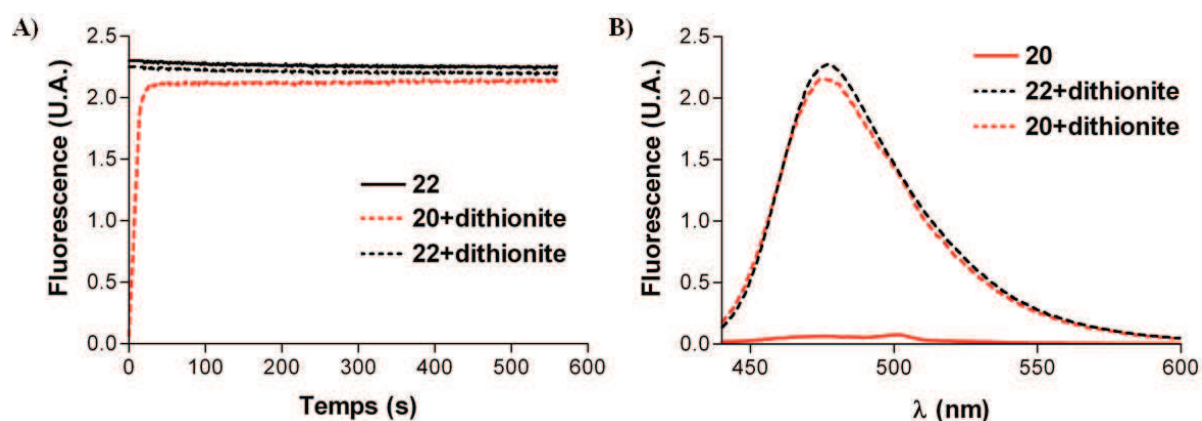 A)
Fluorescence (U.A.)
2.5
2.0
1.5
1.0
0.5
0.0
22
20+dithionite
22+dithionite
0 100 200 300 400 500 600
Temps (s)
B)
Fluorescence (U.A.)
2.5
2.0
1.5
1.0
0.5
0.0
20
22+dithionite
20+dithionite
450 500 550 600
λ (nm)